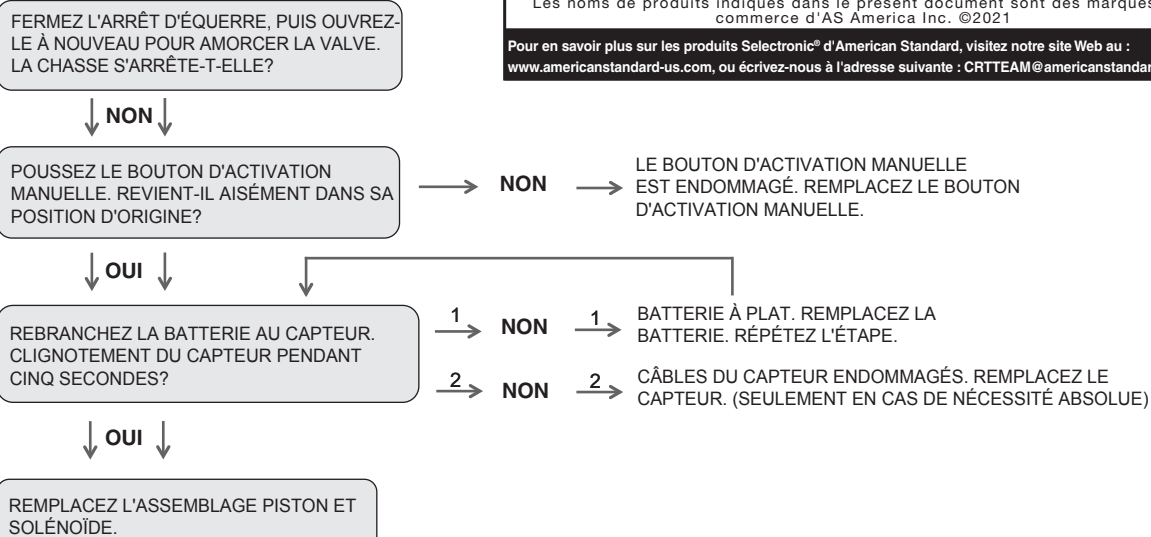 FERMEZ L'ARRÊT D'ÉQUERRE, PUIS OUVREZ-
LE À NOUVEAU POUR AMORCER LA VALVE.
LA CHASSE S'ARRÊTE-T-ELLE?
Les noms de produits indiqués dans le présent document sont des marques
commerce d'AS America Inc. ©2021
Pour en savoir plus sur les produits Selectronic® d'American Standard, visitez notre site Web au :
www.americanstandard-us.com, ou écrivez-nous à l'adresse suivante : CRTTEAM@americanstandar
NON
POUSSEZ LE BOUTON D'ACTIVATION
MANUELLE. REVIENT-IL AISÉMENT DANS SA
POSITION D'ORIGINE?
NON
LE BOUTON D'ACTIVATION MANUELLE
EST ENDOMMAGÉ. REMPLACEZ LE BOUTON
D'ACTIVATION MANUELLE.
OUI
REBRANCHEZ LA BATTERIE AU CAPTEUR.
CLIGNOTEMENT DU CAPTEUR PENDANT
CINQ SECONDES?
1 NON 1
BATTERIE À PLAT. REMPLACEZ LA
BATTERIE. RÉPÉTEZ L'ÉTAPE.
2 NON 2
CÂBLES DU CAPTEUR ENDOMMAGÉS. REMPLACEZ LE
CAPTEUR. (SEULEMENT EN CAS DE NÉCESSITÉ ABSOLUE)
OUI
REMPLACEZ L'ASSEMBLAGE PISTON ET
SOLÉNOÏDE.